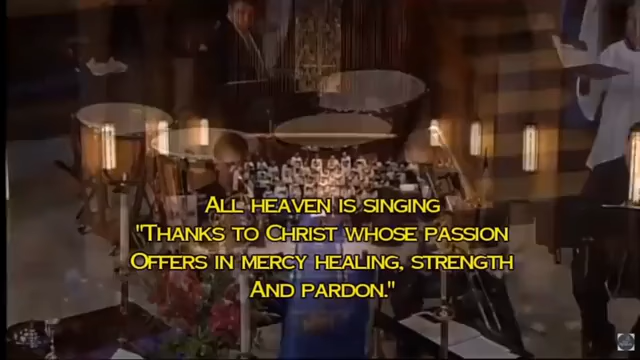 All heaven is singing
"Thanks to Christ whose passion
Offers in mercy healing, strength
And pardon."